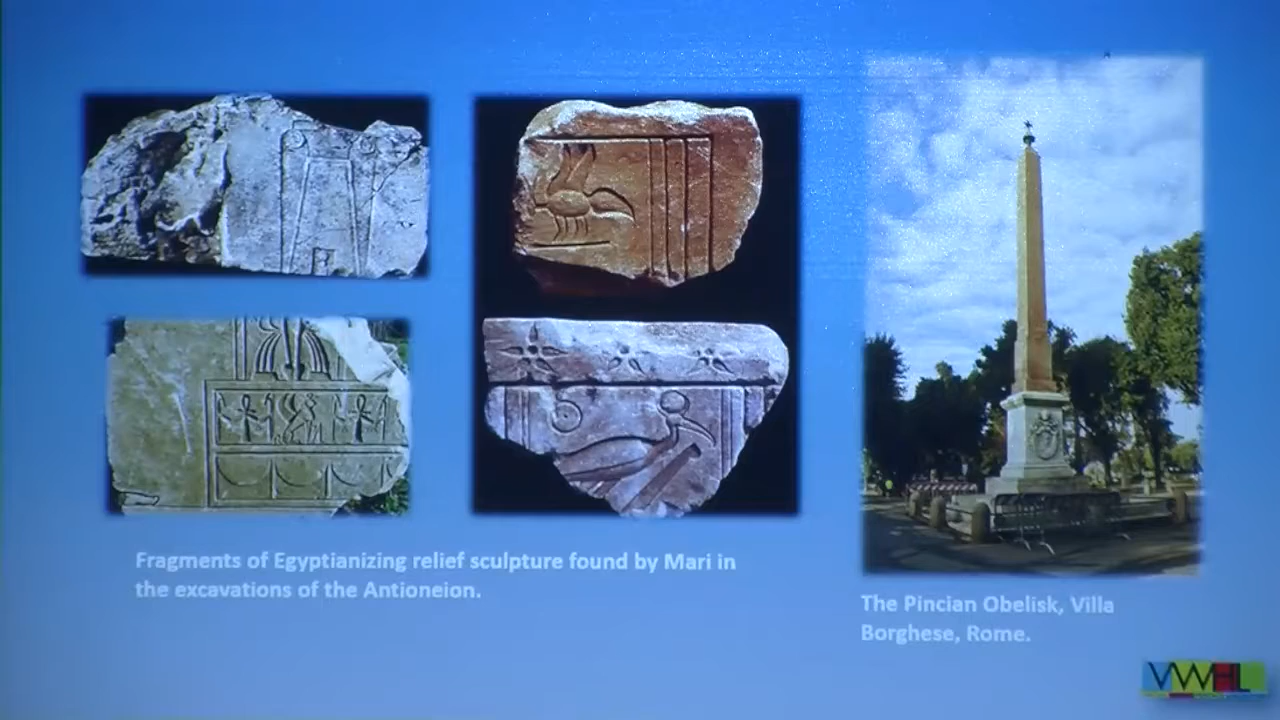 Fragments of Egyptianizing relief sculpture found by Mari in
the excavations of the Antioneion.
The Pincian Obelisk, Villa
Borghese, Rome.
VWHL